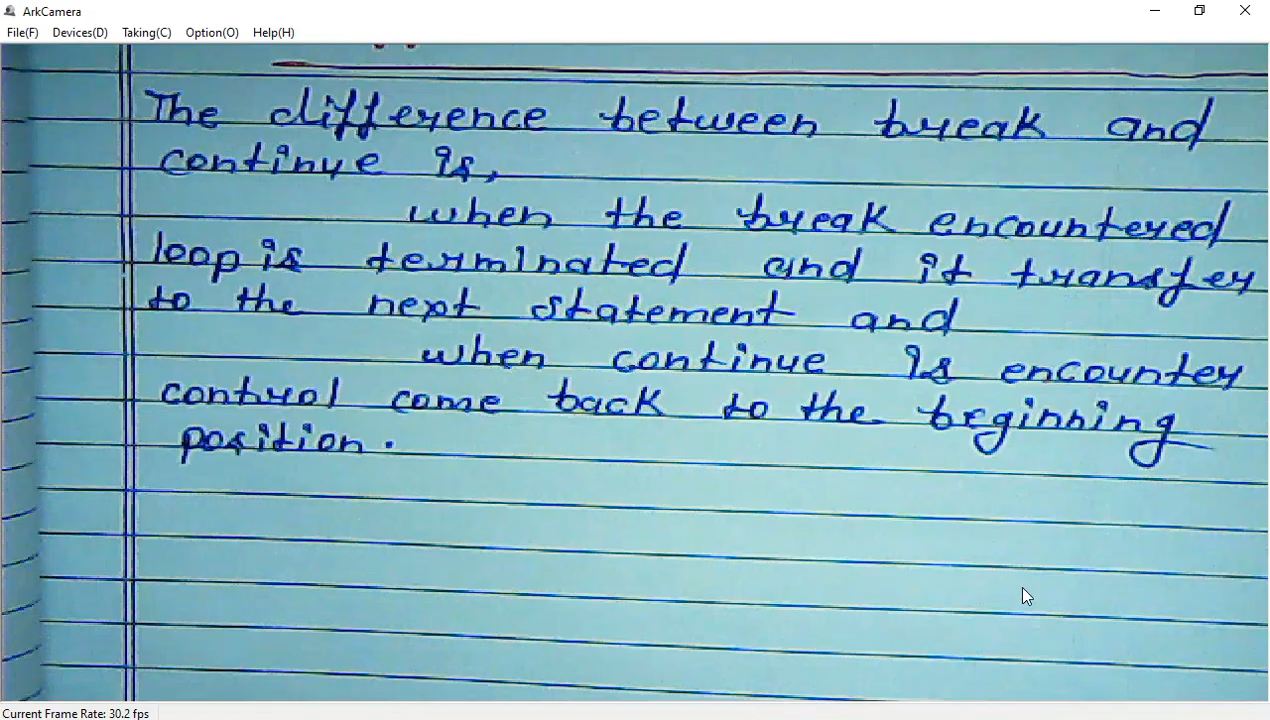 ArkCamera
File(F) Devices(D) Taking(C) Option(O) Help(H)
The difference between break and
continue is,
when the break encountered
loop is terminated and it transfer
to the next statement and
when continue is encounter
control come back to the beginning
position.
Current Frame Rate: 30.2 fps